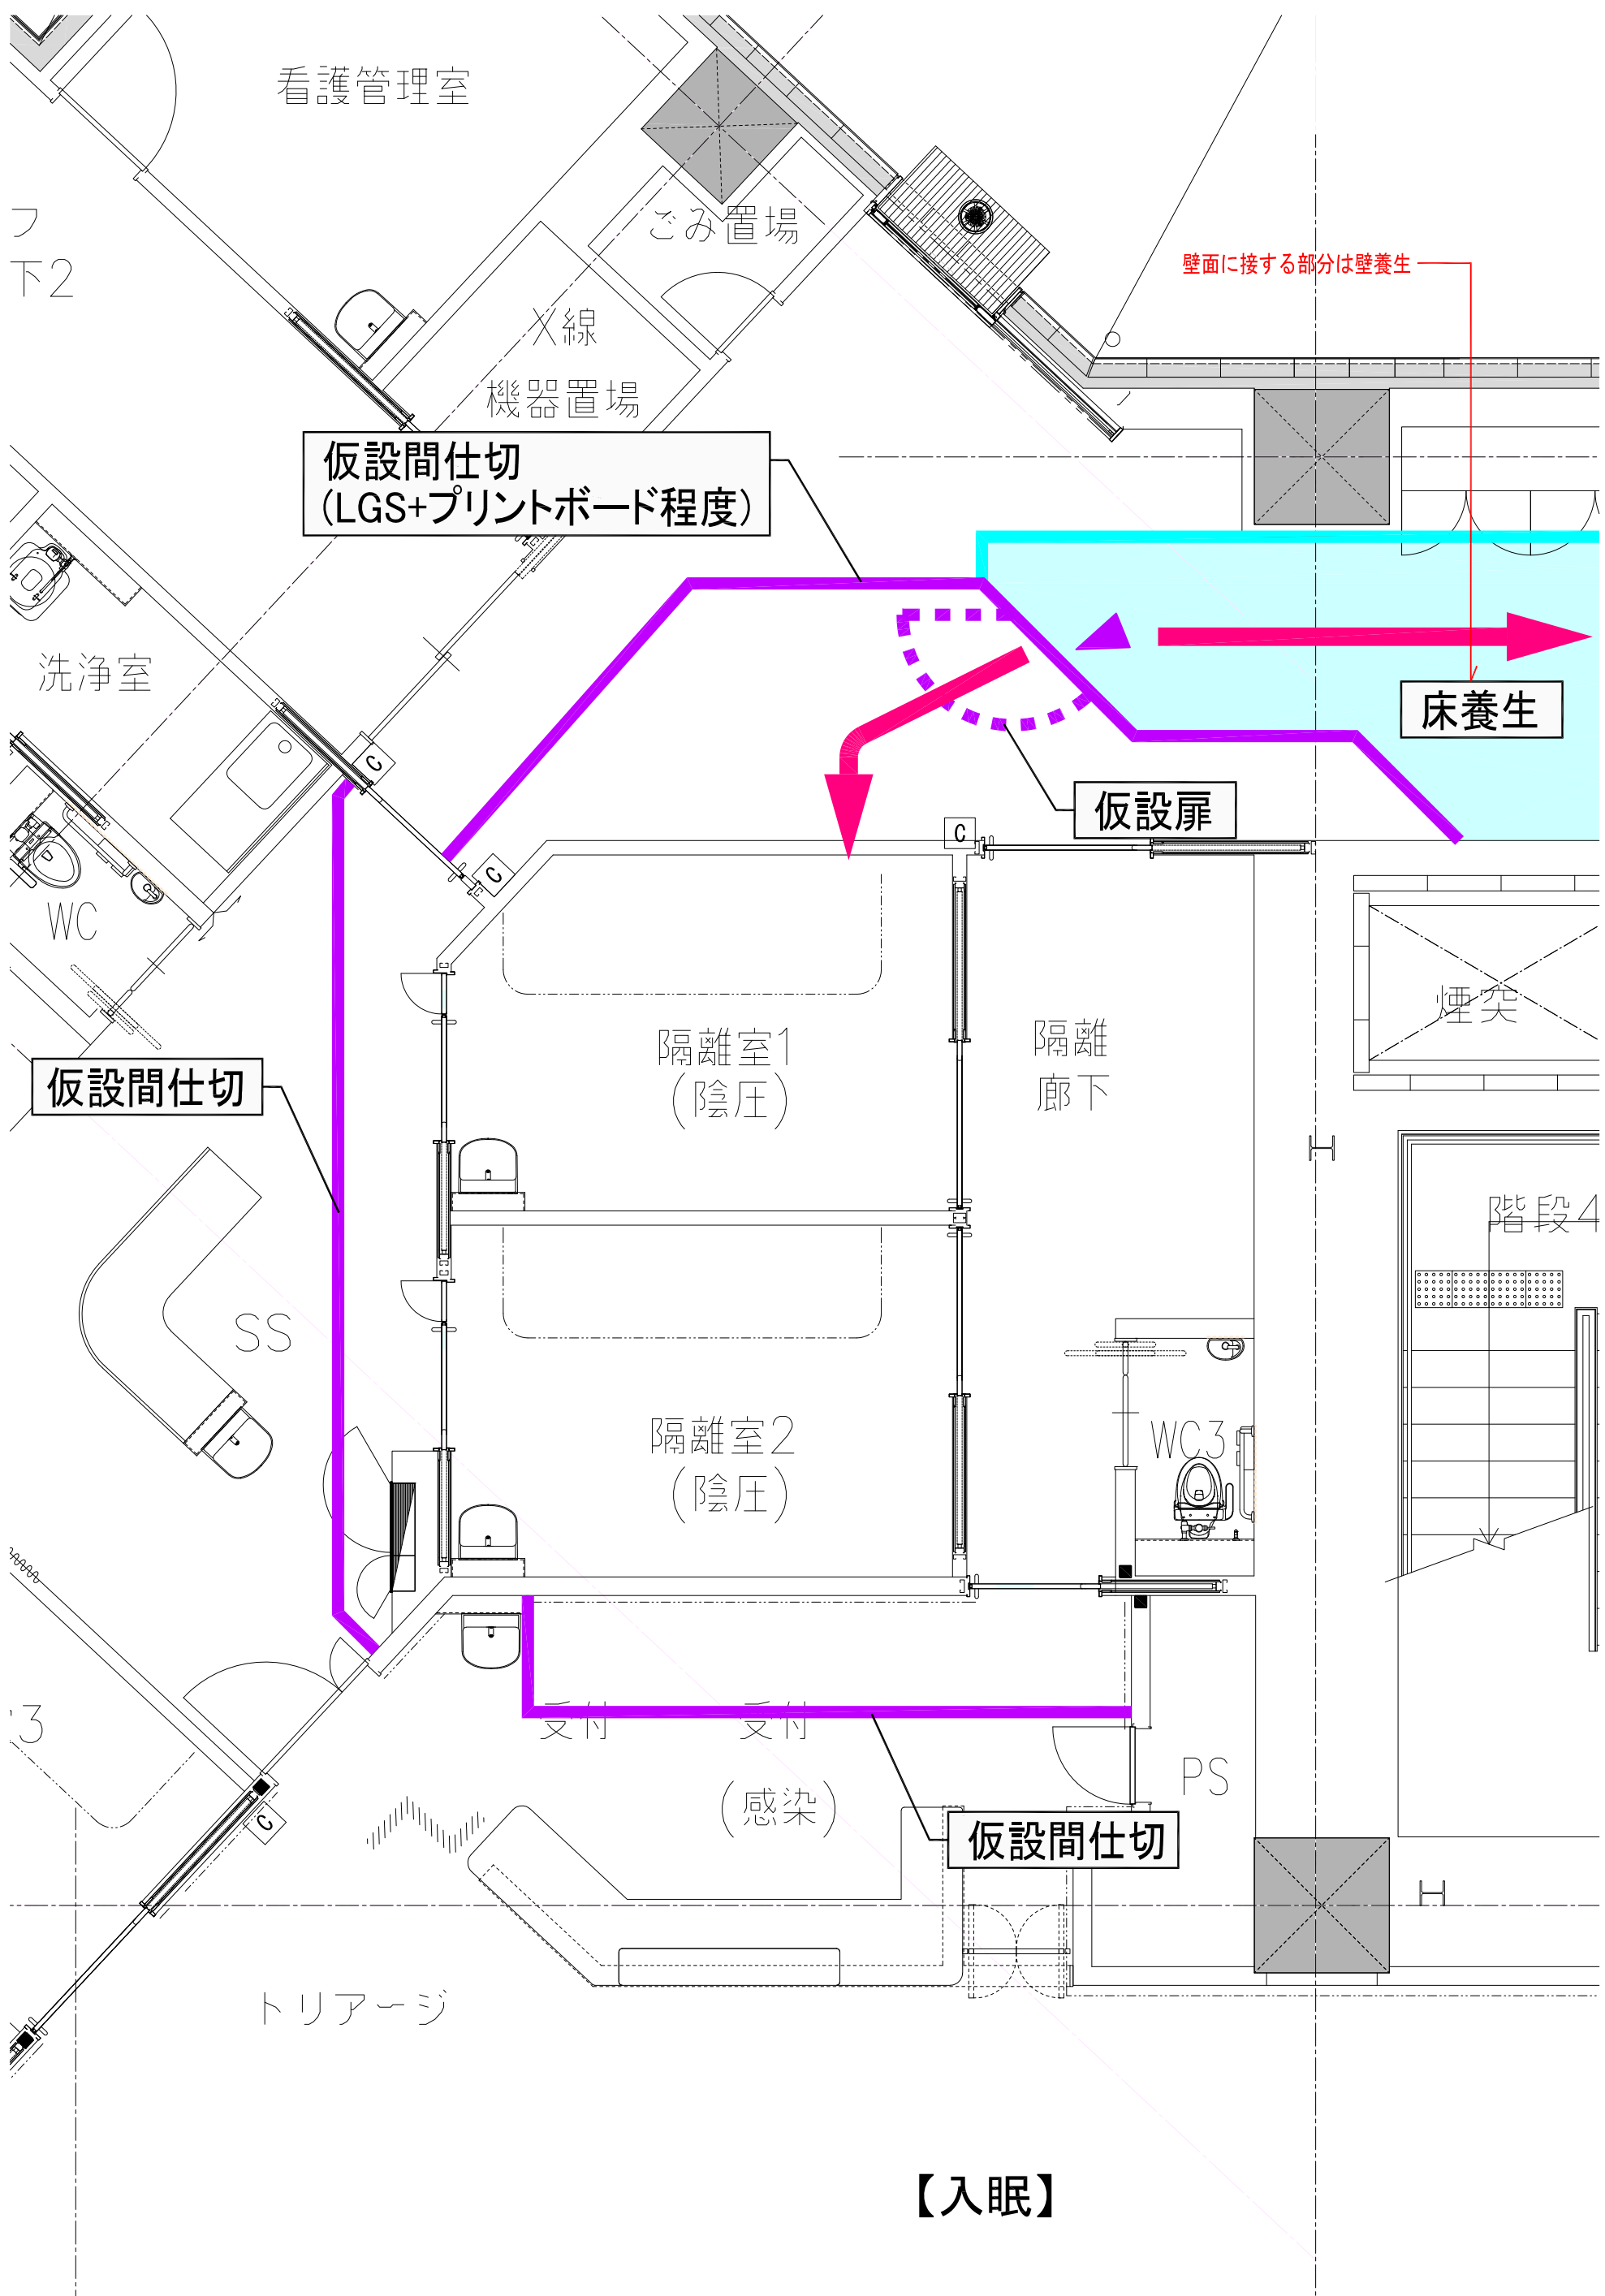 看護管理室
フ
下2
ごみ置場
壁面に接する部分は壁養生
X線
機器置場
仮設間仕切
(LGS+プリントボード程度)
洗浄室
床養生
C
仮設扉
C
C
WC
煙突
隔離室1
(陰圧)
隔離
廊下
仮設間仕切
階段4
SS
隔離室2
(陰圧)
WC3
3
受付
受付
PS
(感染)
C
仮設間仕切
トリアージ
【入眠】